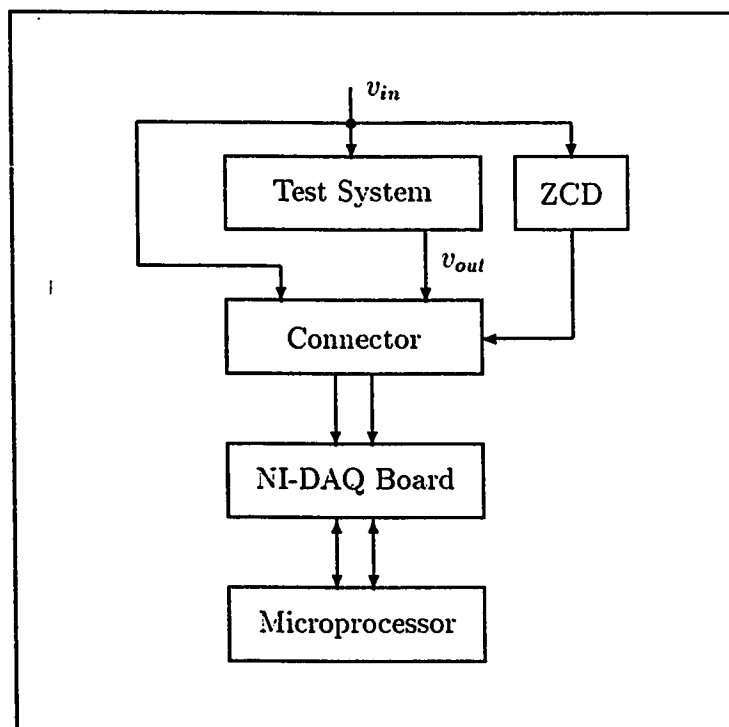 v_in
Test System
ZCD
v_out
Connector
NI-DAQ Board
Microprocessor